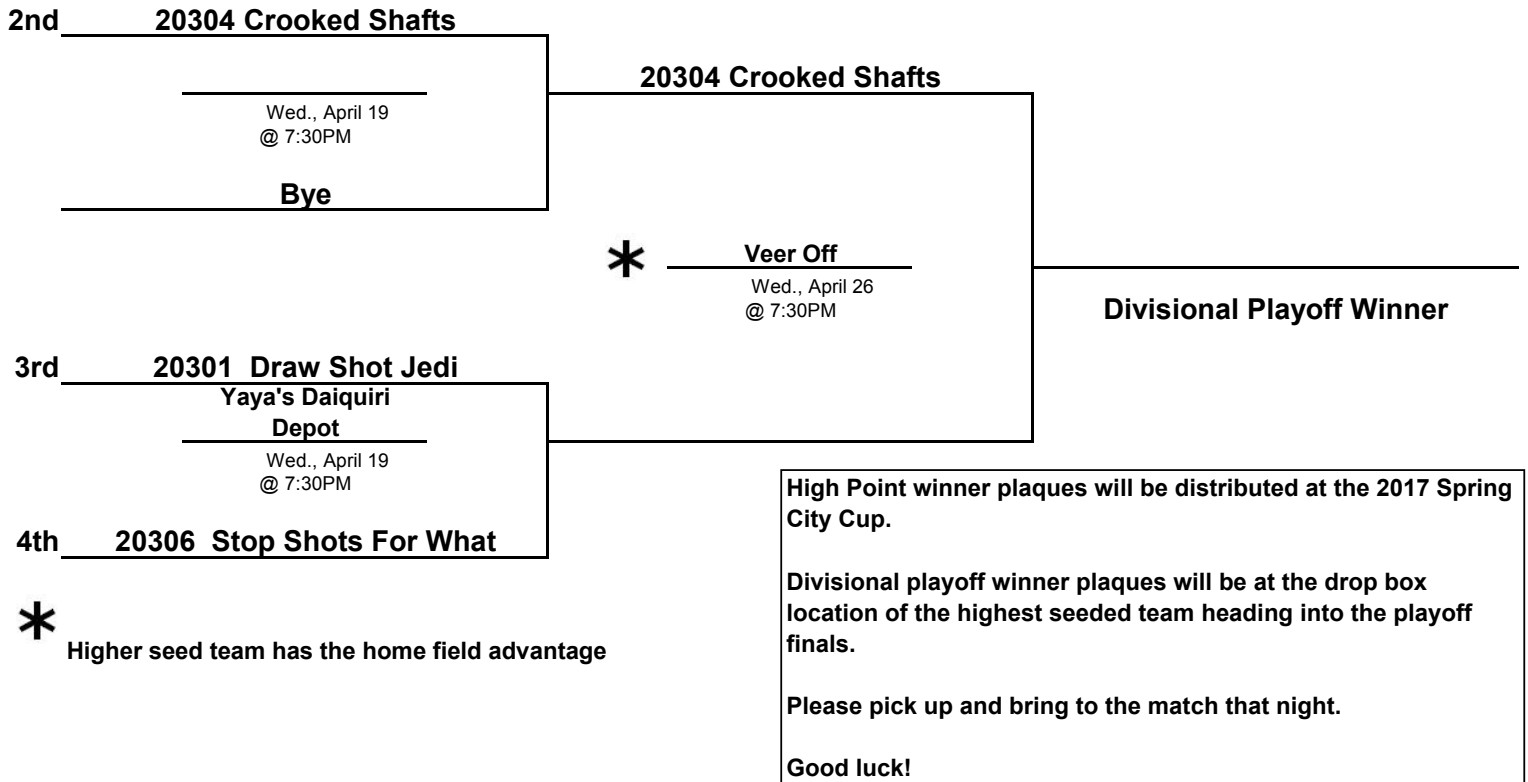 2nd 20304 Crooked Shafts
20304 Crooked Shafts
Wed., April 19
@ 7:30PM
Bye
* Veer Off
Wed., April 26
@ 7:30PM
Divisional Playoff Winner
3rd 20301 Draw Shot Jedi
Yaya's Daiquiri
Depot
Wed., April 19
@ 7:30PM
4th 20306 Stop Shots For What
* Higher seed team has the home field advantage
High Point winner plaques will be distributed at the 2017 Spring
City Cup.
Divisional playoff winner plaques will be at the drop box
location of the highest seeded team heading into the playoff
finals.
Please pick up and bring to the match that night.
Good luck!